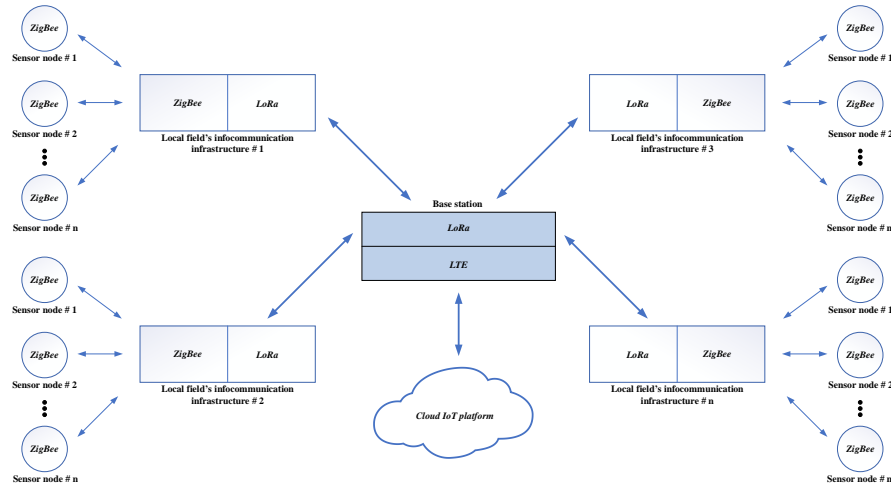 ZigBee
Sensor node # 1
ZigBee
Sensor node # 2
ZigBee
Sensor node # n
ZigBee
LoRa
Local field's infocommunication
infrastructure # 1
LoRa
ZigBee
Local field's infocommunication
infrastructure # 3
ZigBee
Sensor node # 1
ZigBee
Sensor node # 2
ZigBee
Sensor node # n
Base station
LoRa
LTE
ZigBee
Sensor node # 1
ZigBee
Sensor node # 2
ZigBee
Sensor node # n
ZigBee
LoRa
Local field's infocommunication
infrastructure # 2
Cloud IoT platform
LoRa
ZigBee
Local field's infocommunication
infrastructure # n
ZigBee
Sensor node # 1
ZigBee
Sensor node # 2
ZigBee
Sensor node # n